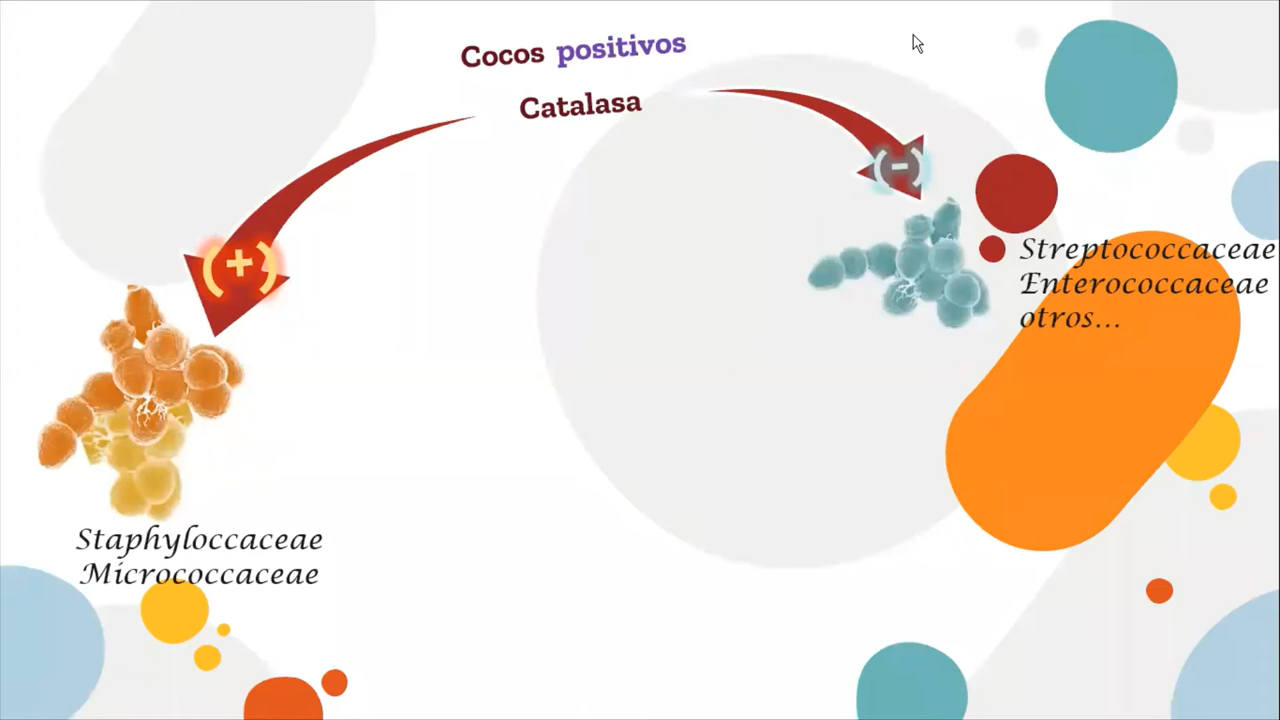 Cocos positivos
Catalasa
(+)
(-)
Streptococcaceae
Enterococcaceae
otros...
Staphyloccaceae
Micrococcaceae